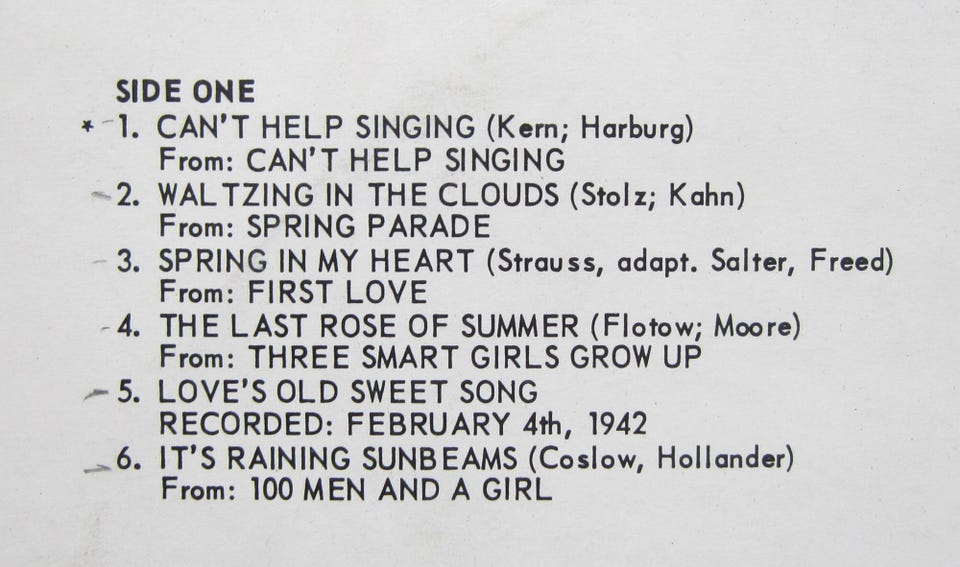 SIDE ONE
* 1. CAN'T HELP SINGING (Kern; Harburg)
From: CAN'T HELP SINGING
2. WALTZING IN THE CLOUDS (Stolz; Kahn)
From: SPRING PARADE
3. SPRING IN MY HEART (Strauss, adapt. Salter, Freed)
From: FIRST LOVE
4. THE LAST ROSE OF SUMMER (Flotow; Moore)
From: THREE SMART GIRLS GROW UP
5. LOVE'S OLD SWEET SONG
RECORDED: FEBRUARY 4th, 1942
6. IT'S RAINING SUNBEAMS (Coslow, Hollander)
From: 100 MEN AND A GIRL